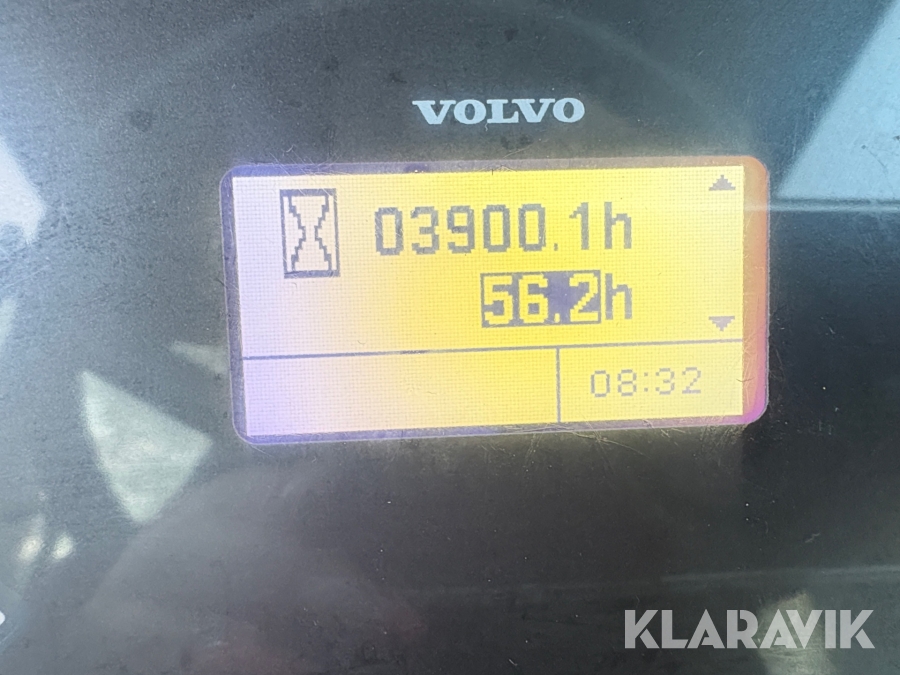 VOLVO
03900.1h
56.2h
08:32
KLARAVIK